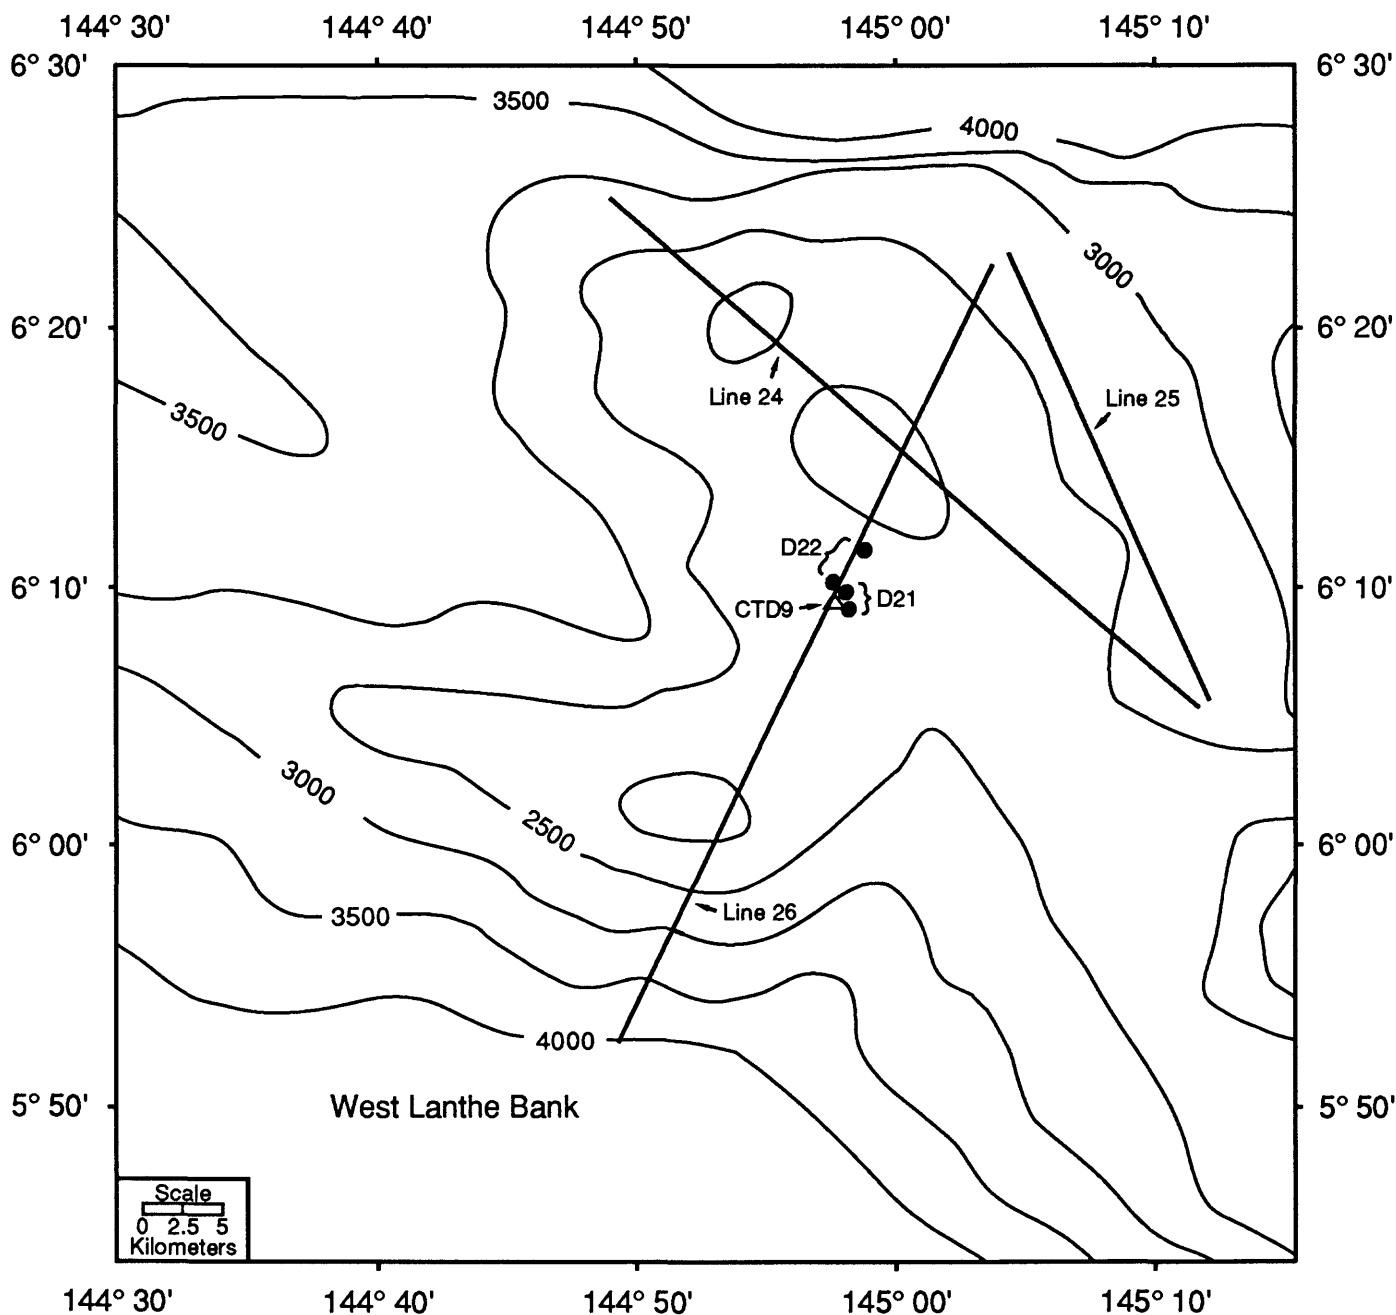 144° 30' 144° 40' 144° 50' 145° 00' 145° 10'
6° 30' 6° 30'
3500
4000
3000
6° 20' 6° 20'
Line 24
Line 25
3500
D22
6° 10' 6° 10'
CTD9 D21
3000
2500
6° 00' 6° 00'
Line 26
3500
4000
5° 50' 5° 50'
West Lanthe Bank
Scale
0 2.5 5
Kilometers
144° 30' 144° 40' 144° 50' 145° 00' 145° 10'